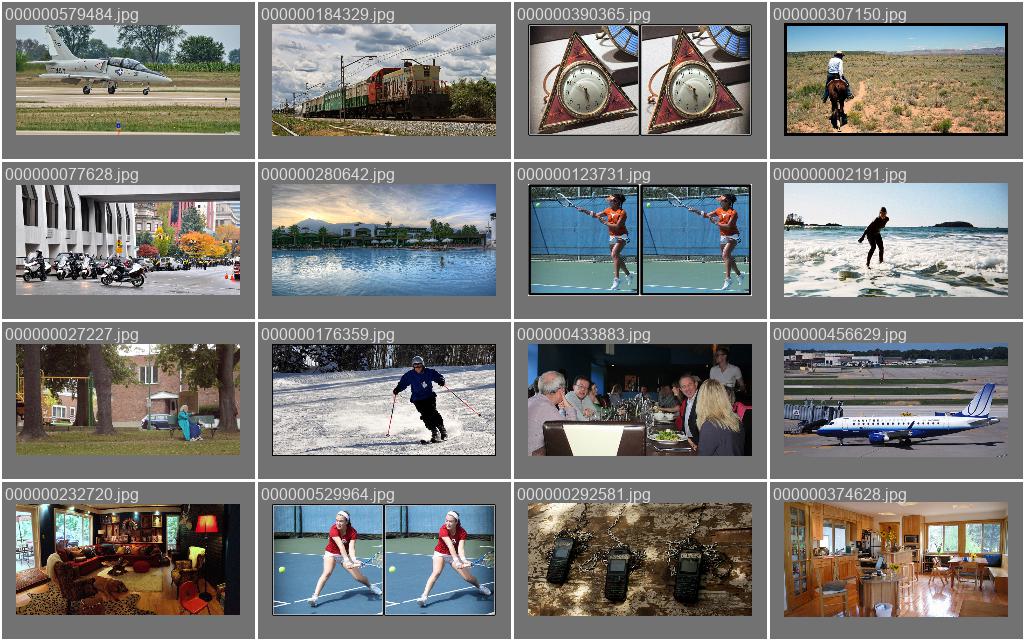 000000579484.jpg
000000184329.jpg
000000390365.jpg
000000307150.jpg
000000077628.jpg
000000280642.jpg
000000123731.jpg
000000002191.jpg
000000027227.jpg
000000176359.jpg
000000433883.jpg
000000456629.jpg
000000232720.jpg
000000529964.jpg
000000292581.jpg
000000374628.jpg